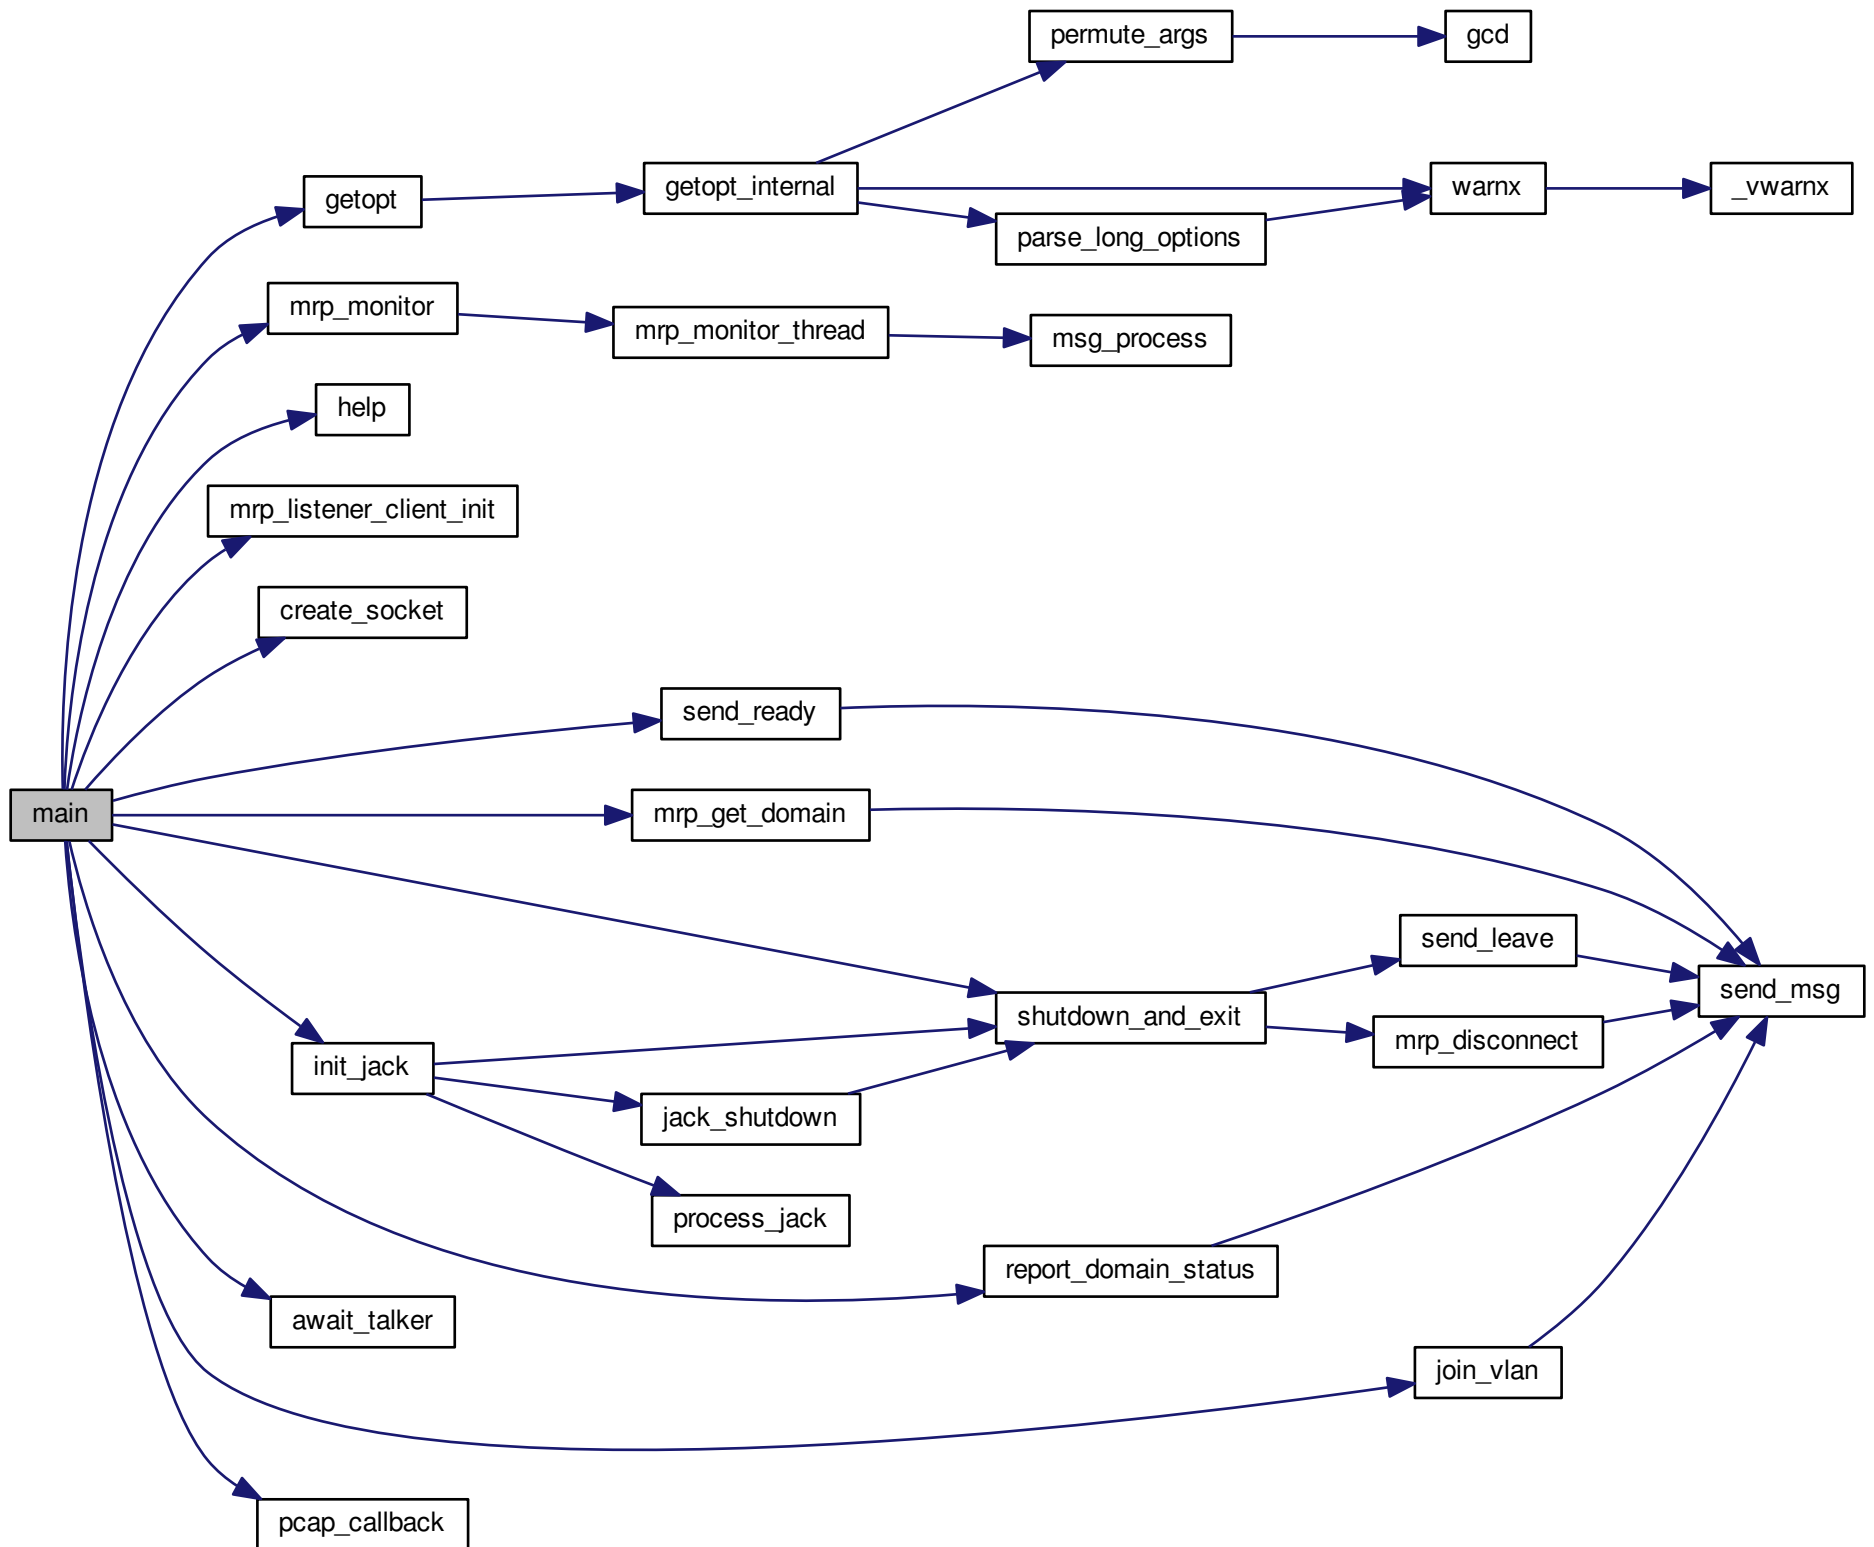 permute_args
gcd
getopt
getopt_internal
warnx
_vwarnx
parse_long_options
mrp_monitor
mrp_monitor_thread
msg_process
help
mrp_listener_client_init
create_socket
send_ready
main
mrp_get_domain
send_leave
send_msg
shutdown_and_exit
mrp_disconnect
init_jack
jack_shutdown
process_jack
report_domain_status
await_talker
join_vlan
pcap_callback